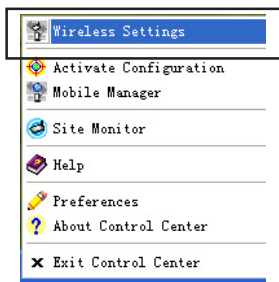 Wireless Settings
Activate Configuration
Mobile Manager
Site Monitor
Help
Preferences
About Control Center
Exit Control Center